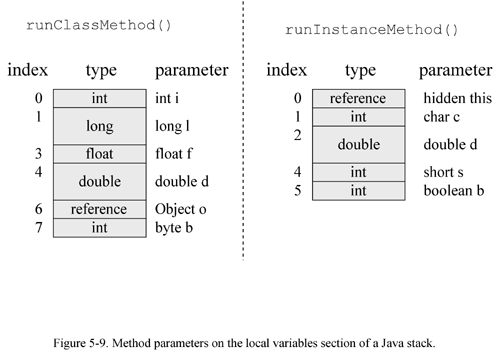 runClassMethod()
index type parameter
0 int int i
1 long long l
3 float float f
4 double double d
6 reference Object o
7 int byte b
runInstanceMethod()
index type parameter
0 reference hidden this
1 int char c
2 double double d
4 int short s
5 int boolean b
Figure 5-9. Method parameters on the local variables section of a Java stack.